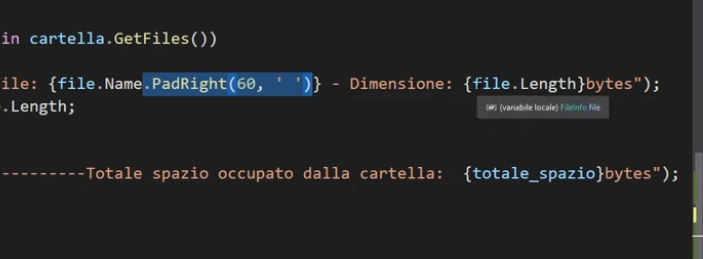 in cartella.GetFiles())
ile: {file.Name.PadRight(60, ' ')} - Dimensione: {file.Length}bytes");
.Length;
(variabile locale) FileInfo file
---------Totale spazio occupato dalla cartella:  {totale_spazio}bytes");